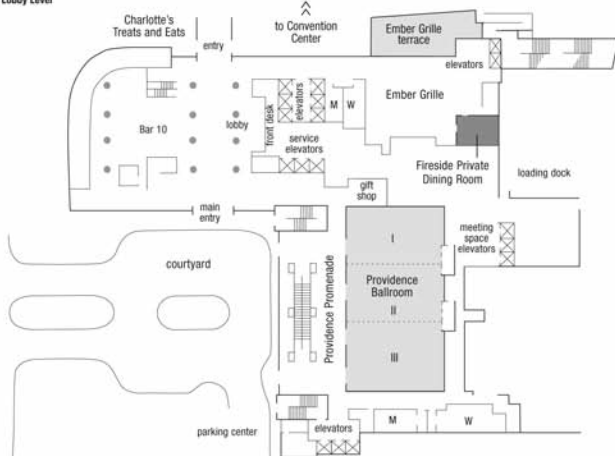 Lobby Level
Charlotte's
Treats and Eats
entry
to Convention
Center
Ember Grille
terrace
elevators
Ember Grille
elevators
M
W
Bar 10
lobby
front desk
service
elevators
Fireside Private
Dining Room
loading dock
gift
shop
main
entry
meeting
space
elevators
I
courtyard
Providence Promenade
Providence
Ballroom
II
III
parking center
elevators
M
W